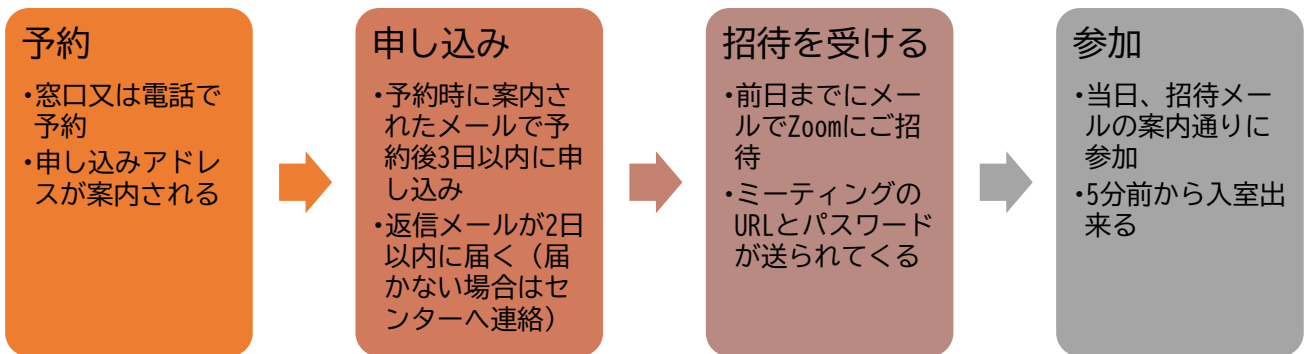 予約
・窓口又は電話で
予約
・申し込みアドレ
スが案内される
申し込み
・予約時に案内さ
れたメールで予
約後3日以内に申
し込み
・返信メールが2日
以内に届く（届
かない場合はセ
ンターへ連絡）
招待を受ける
・前日までにメー
ルでZoomにご招
待
・ミーティングの
URLとパスワード
が送られてくる
参加
・当日、招待メー
ルの案内通りに
参加
・5分前から入室出
来る